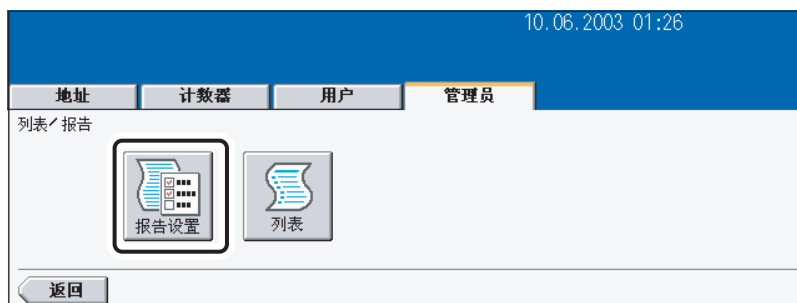 10.06.2003 01:26
地址 计数器 用户 管理员
列表/报告
报告设置 列表
返回